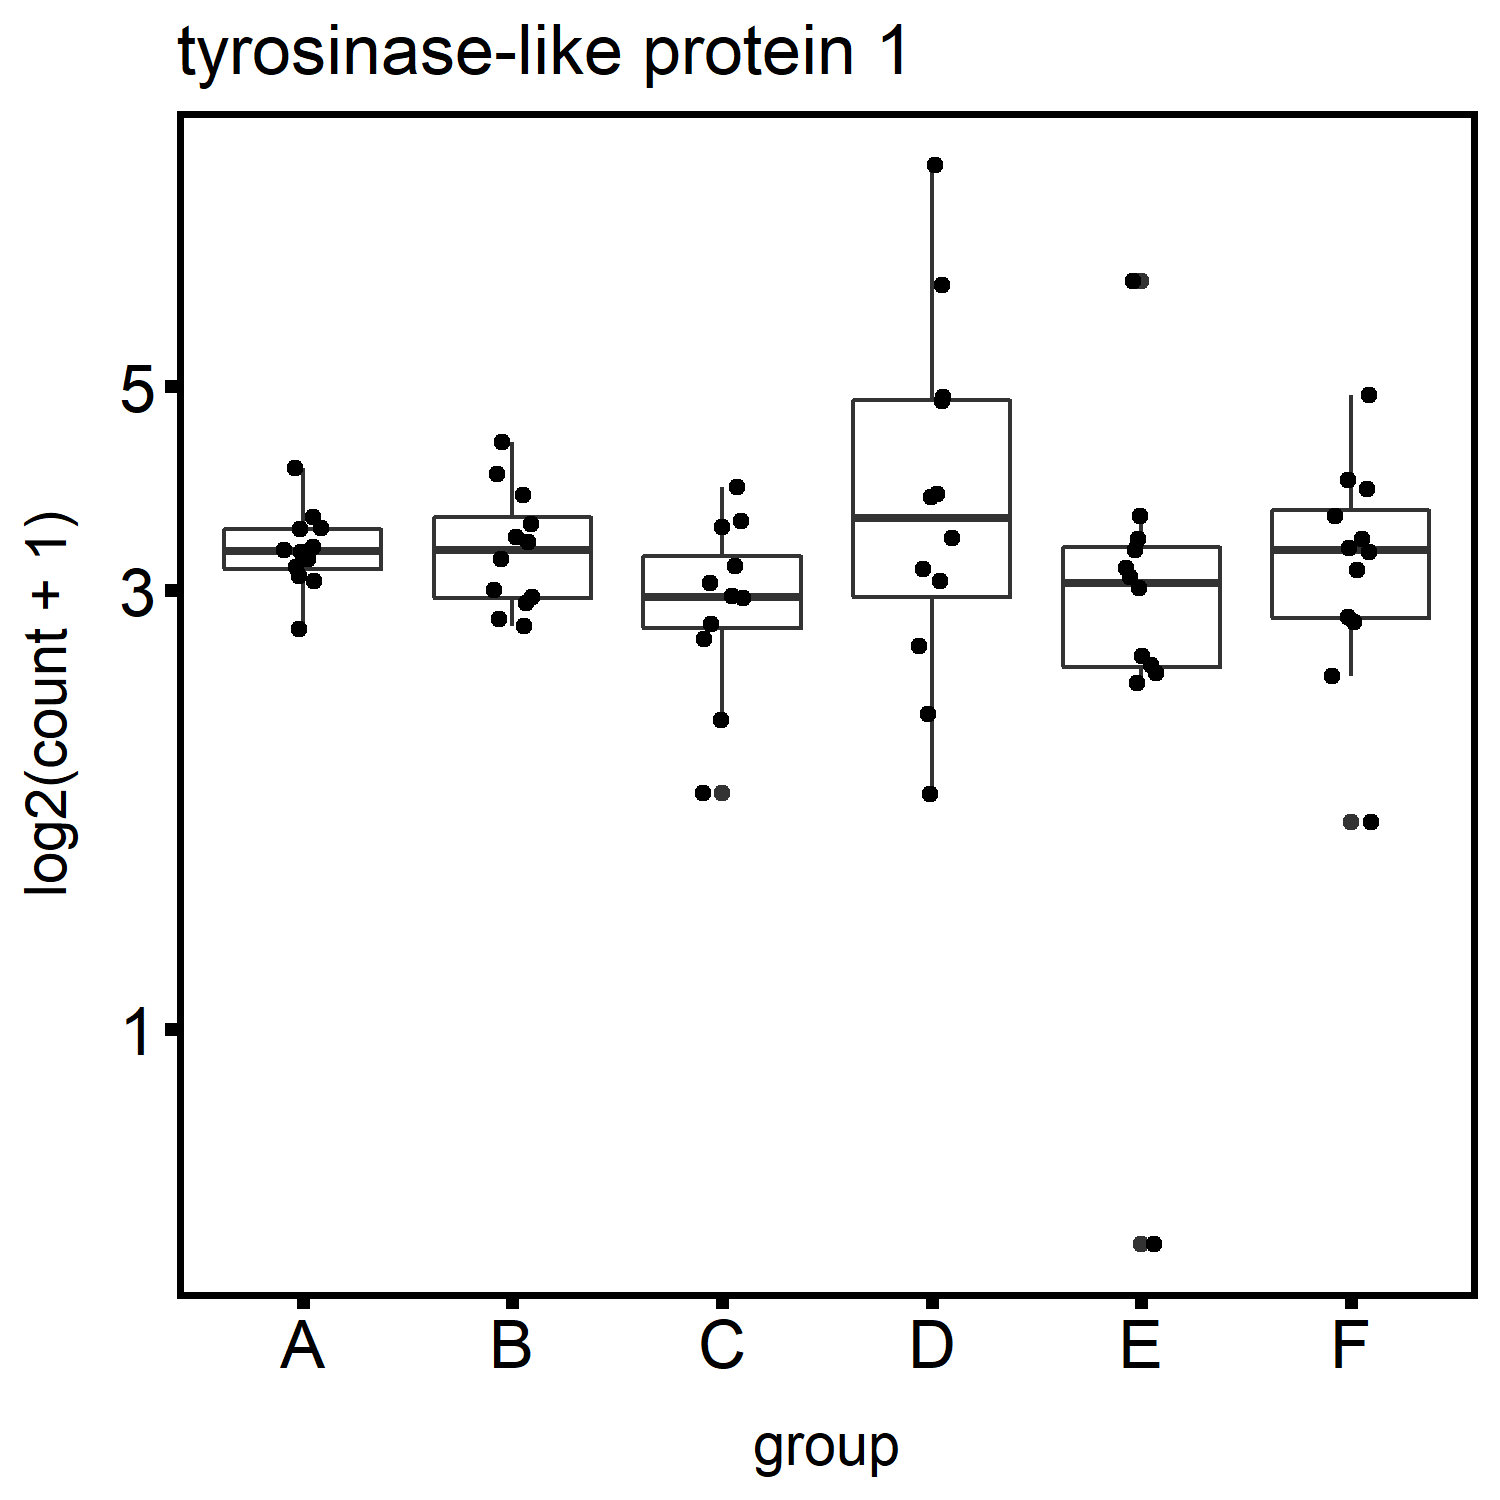 tyrosinase-like protein 1
log2(count + 1)
5
3
1
A B C D E F
group